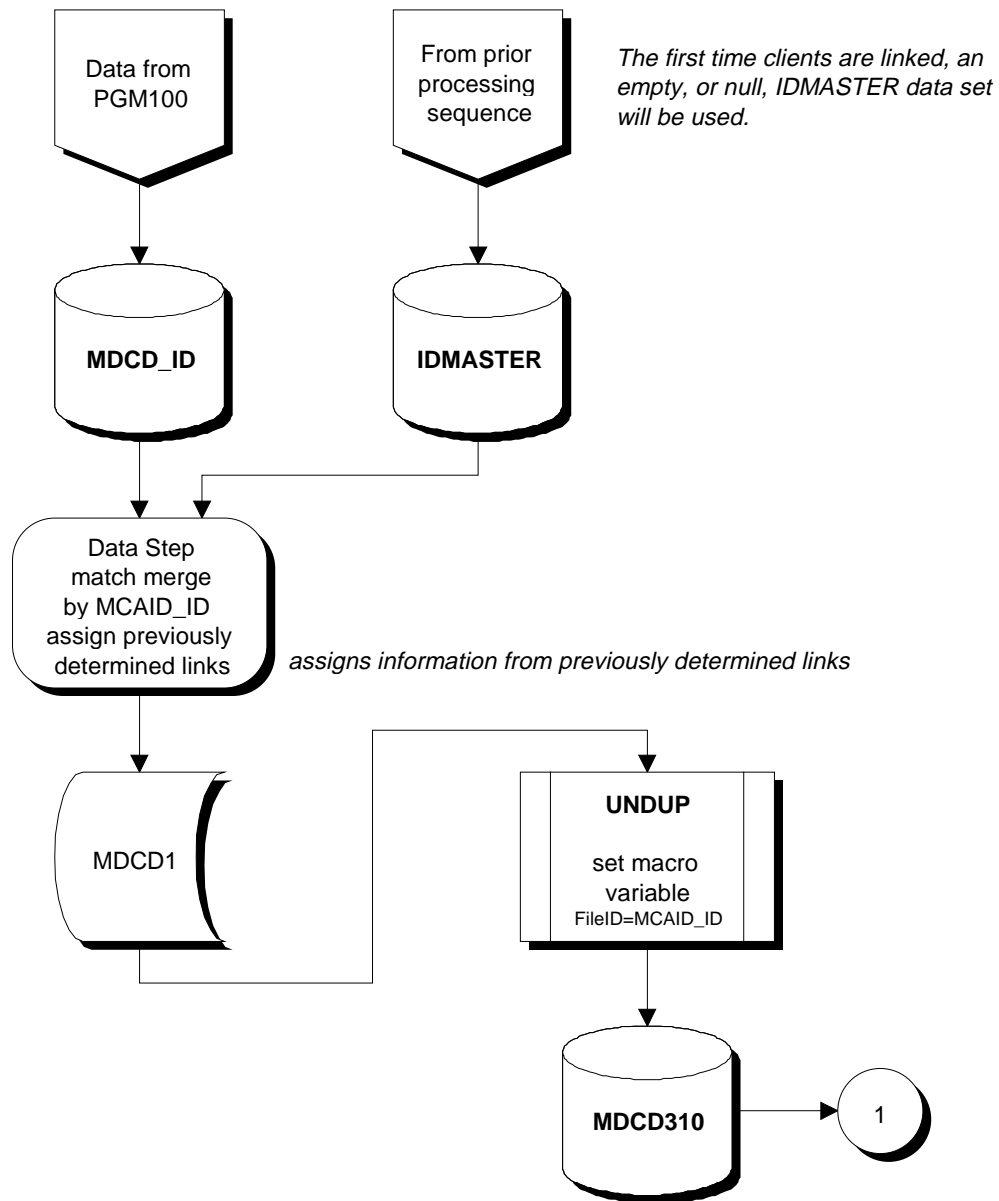 Data from
PGM100
From prior
processing
sequence
The first time clients are linked, an
empty, or null, IDMASTER data set
will be used.
MDCD_ID
IDMASTER
Data Step
match merge
by MCAID_ID
assign previously
determined links
assigns information from previously determined links
MDCD1
UNDUP
set macro
variable
FileID=MCAID_ID
MDCD310
1